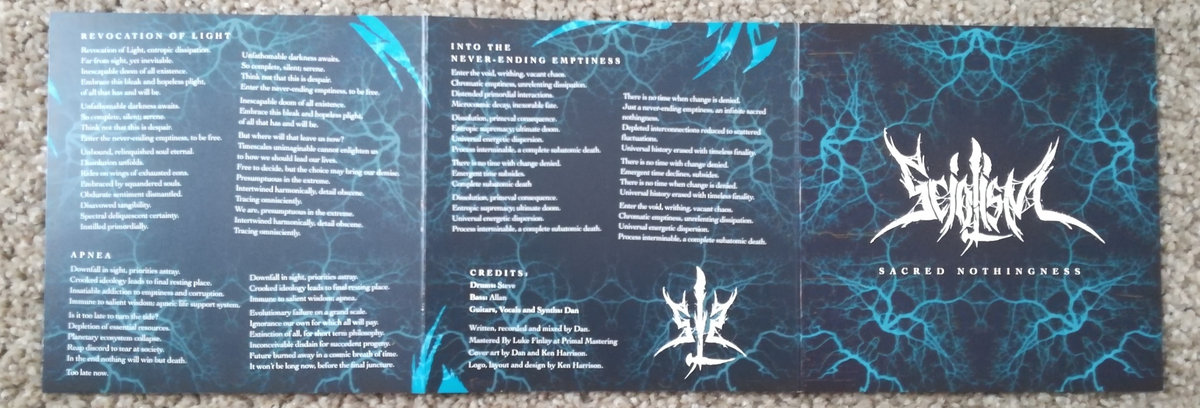 REVOCATION OF LIGHT
Revocation of Light, entropic dissipation.
Far from sight, yet inevitable.
Inescapable doom of all existence.
Embrace this bleak and hopeless plight,
of all that has and will be.
Unfathomable darkness awaits.
So complete, silent; serene.
Think not that this is despair.
Enter the never-ending emptiness, to be free.
Unbound, relinquished soul eternal.
Disunion unfolds.
Rides on wings of exhausted eons.
Embraced by squandered souls.
Obdurate sentiment dismantled.
Disavowed tangibility.
Spectral deliquescent certainty.
Instilled primordially.
Unfathomable darkness awaits.
So complete, silent; serene.
Think not that this is despair.
Enter the never-ending emptiness, to be free.
Inescapable doom of all existence.
Embrace this bleak and hopeless plight,
of all that has and will be.
But where will that leave us now?
Timescales unimaginable cannot enlighten us
to how we should lead our lives.
Free to decide, but the choice may bring our demise.
Presumptuous in the extreme.
Intertwined harmonically, detail obscene.
Tracing omnisciently.
We are, presumptuous in the extreme.
Intertwined harmonically, detail obscene.
Tracing omnisciently.
APNEA
Downfall in sight, priorities astray.
Crooked ideology leads to final resting place.
Insatiable addiction to emptiness and corruption.
Immune to salient wisdom: apneic life support system.
Is it too late to turn the tide?
Depletion of essential resources.
Planetary ecosystem collapse.
Reap discord to tear at society.
In the end nothing will win but death.
Too late now.
Downfall in sight, priorities astray.
Crooked ideology leads to final resting place.
Immune to salient wisdom: apnea.
Evolutionary failure on a grand scale.
Ignorance our own for which all will pay.
Extinction of all, for short term philosophy.
Inconceivable disdain for succedent progeny.
Future burned away in a cosmic breath of time.
It won't be long now, before the final juncture.
INTO THE
NEVER-ENDING EMPTINESS
Enter the void, writhing, vacant chaos.
Chromatic emptiness, unrelenting dissipation.
Distended primordial interactions.
Microcosmic decay, inexorable fate.
Dissolution, primeval consequence.
Entropic supremacy; ultimate doom.
Universal energetic dispersion.
Process interminable, a complete subatomic death.
There is no time with change denied.
Emergent time subsides.
Complete subatomic death
Dissolution, primeval consequence.
Entropic supremacy; ultimate doom.
Universal energetic dispersion.
Process interminable, a complete subatomic death.
There is no time when change is denied.
Just a never-ending emptiness, an infinite sacred
nothingness.
Depleted interconnections reduced to scattered
fluctuations.
Universal history erased with timeless finality.
There is no time with change denied.
Emergent time declines, subsides.
There is no time when change is denied.
Universal history erased with timeless finality.
Enter the void, writhing, vacant chaos.
Chromatic emptiness, unrelenting dissipation.
Universal energetic dispersion.
Process interminable, a complete subatomic death.
CREDITS:
Drums: Steve
Bass: Allan
Guitars, Vocals and Synths: Dan
Written, recorded and mixed by Dan.
Mastered By Luke Finlay at Primal Mastering
Cover art by Dan and Ken Harrison.
Logo, layout and design by Ken Harrison.
Sciolism
SACRED NOTHINGNESS